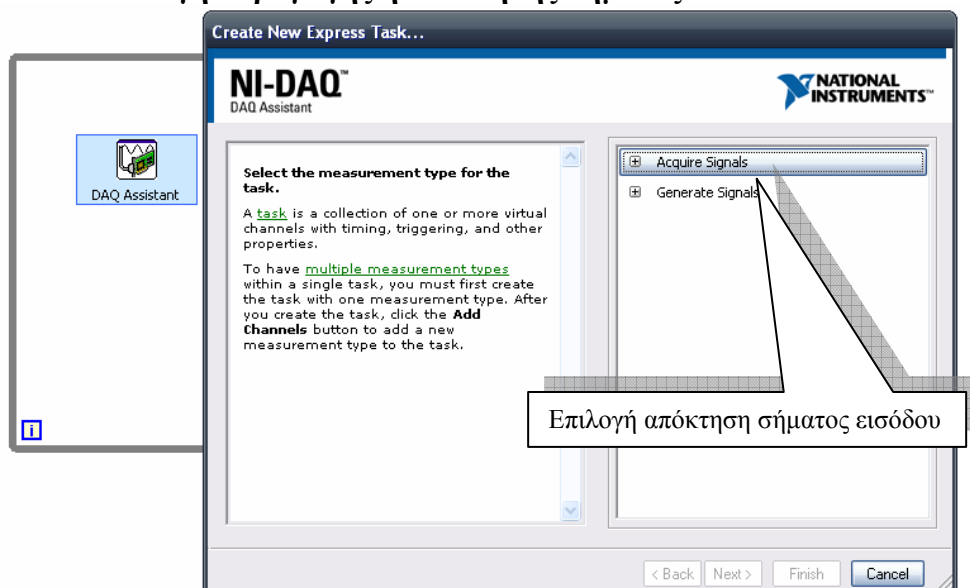 Create New Express Task...
NI-DAQ™
DAQ Assistant
NATIONAL
INSTRUMENTS™
DAQ Assistant
Select the measurement type for the
task.
A task is a collection of one or more virtual
channels with timing, triggering, and other
properties.
To have multiple measurement types
within a single task, you must first create
the task with one measurement type. After
you create the task, click the Add
Channels button to add a new
measurement type to the task.
Acquire Signals
Generate Signals
Επιλογή απόκτηση σήματος εισόδου
i
< Back
Next >
Finish
Cancel